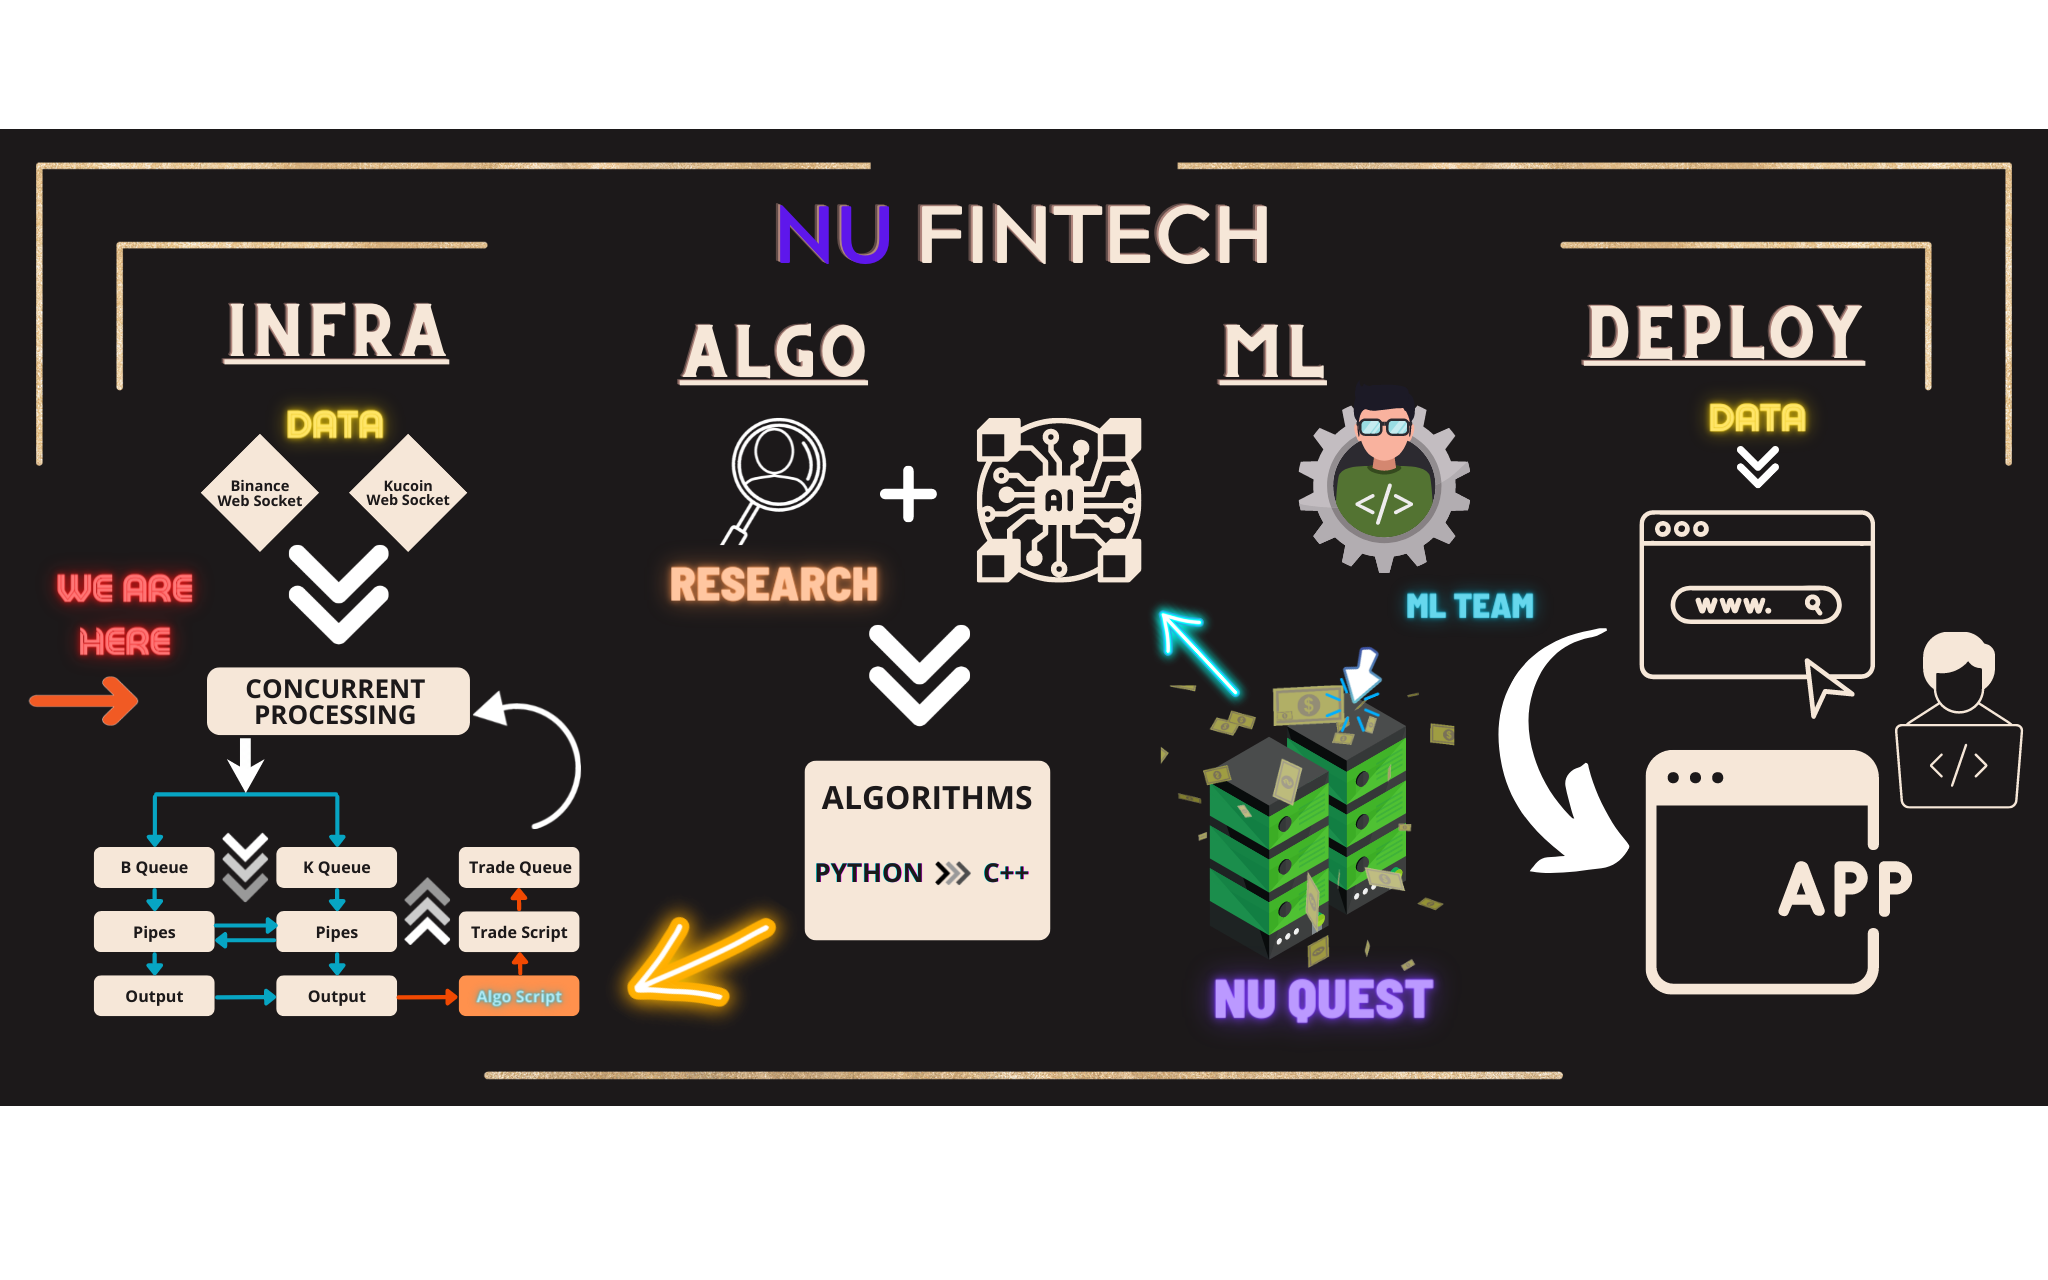 NU FINTECH
INFRA
DATA
Binance
Web Socket
Kucoin
Web Socket
WE ARE
HERE
CONCURRENT
PROCESSING
B Queue
K Queue
Trade Queue
Pipes
Pipes
Trade Script
Output
Output
Algo Script
ALGO
AI
RESEARCH
ALGORITHMS
PYTHON
C++
ML
</>
ML TEAM
$
NU QUEST
DEPLOY
DATA
www.
</>
APP